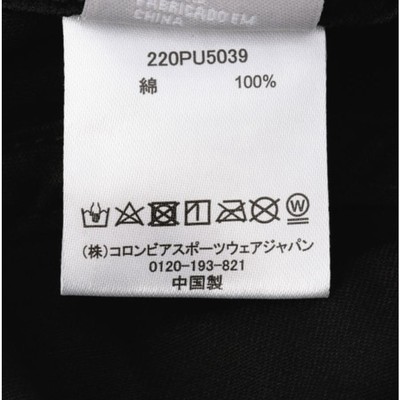 FABRICADO EM
CHINA
220PU5039
綿 100%
W
(株)コロンビアスポーツウェアジャパン
0120-193-821
中国製